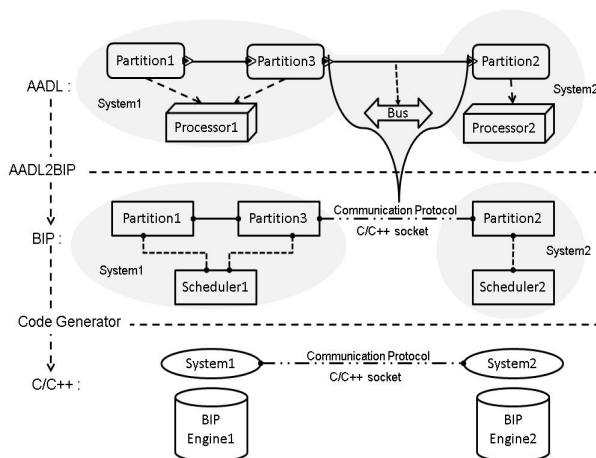 Partition1
Partition3
Partition2
AADL :
System1
System2
Bus
Processor1
Processor2
AADL2BIP
Partition1
Partition3
Communication Protocol
Partition2
C/C++ socket
BIP :
System1
System2
Scheduler1
Scheduler2
Code Generator
System1
Communication Protocol
System2
C/C++ socket
C/C++ :
BIP
Engine1
BIP
Engine2